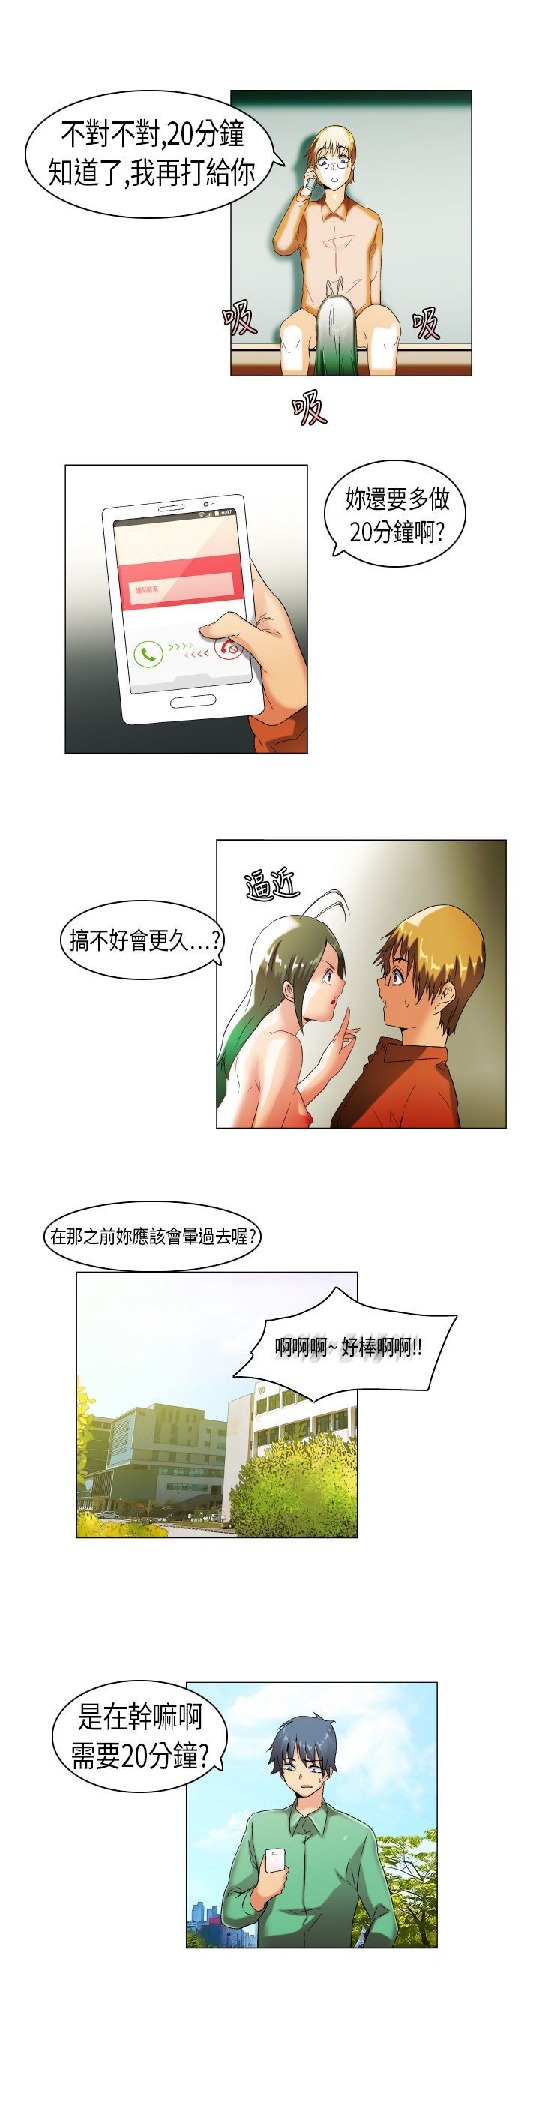 不對不對,20分鐘
知道了,我再打給你
吸
吸
吸
妳還要多做
20分鐘啊?
逼近
搞不好會更久...?
在那之前妳應該會暈過去喔?
啊啊啊~ 好棒啊啊!!
是在幹嘛啊
需要20分鐘?